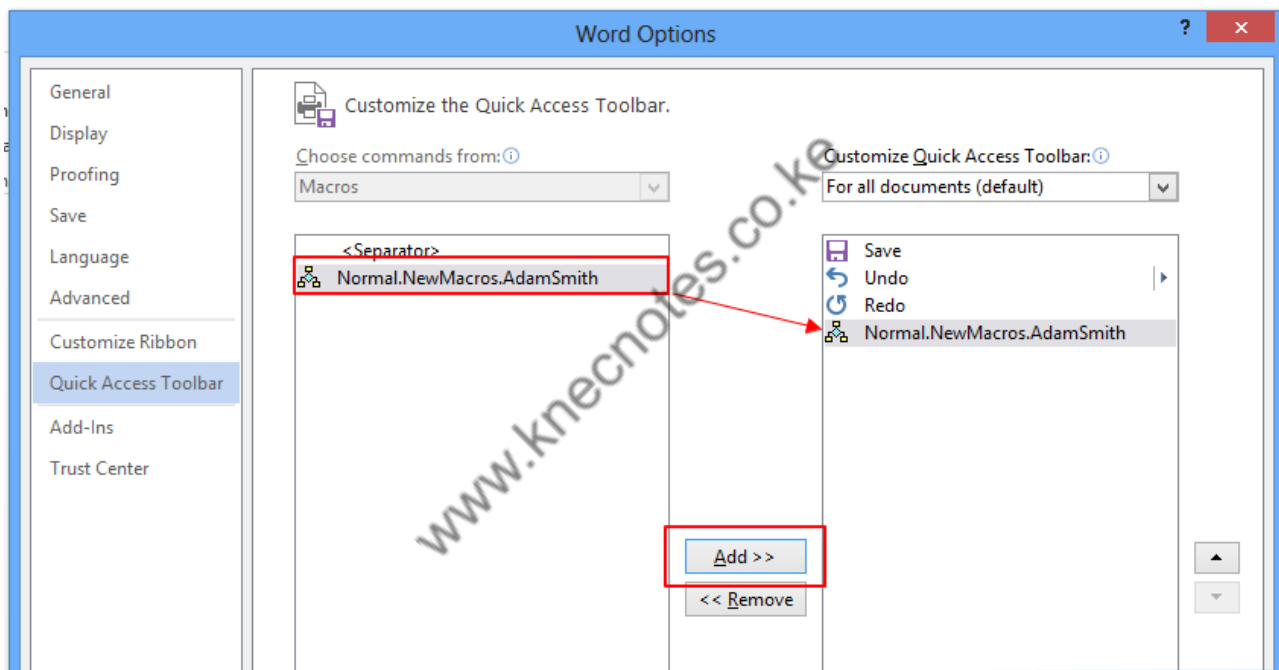 Word Options
?
General
Display
Proofing
Save
Language
Advanced
Customize Ribbon
Quick Access Toolbar
Add-Ins
Trust Center
Customize the Quick Access Toolbar.
Choose commands from:
Macros
<Separator>
Normal.NewMacros.AdamSmith
Add >>
<< Remove
Customize Quick Access Toolbar:
For all documents (default)
Save
Undo
Redo
Normal.NewMacros.AdamSmith
www.knecnotes.co.ke